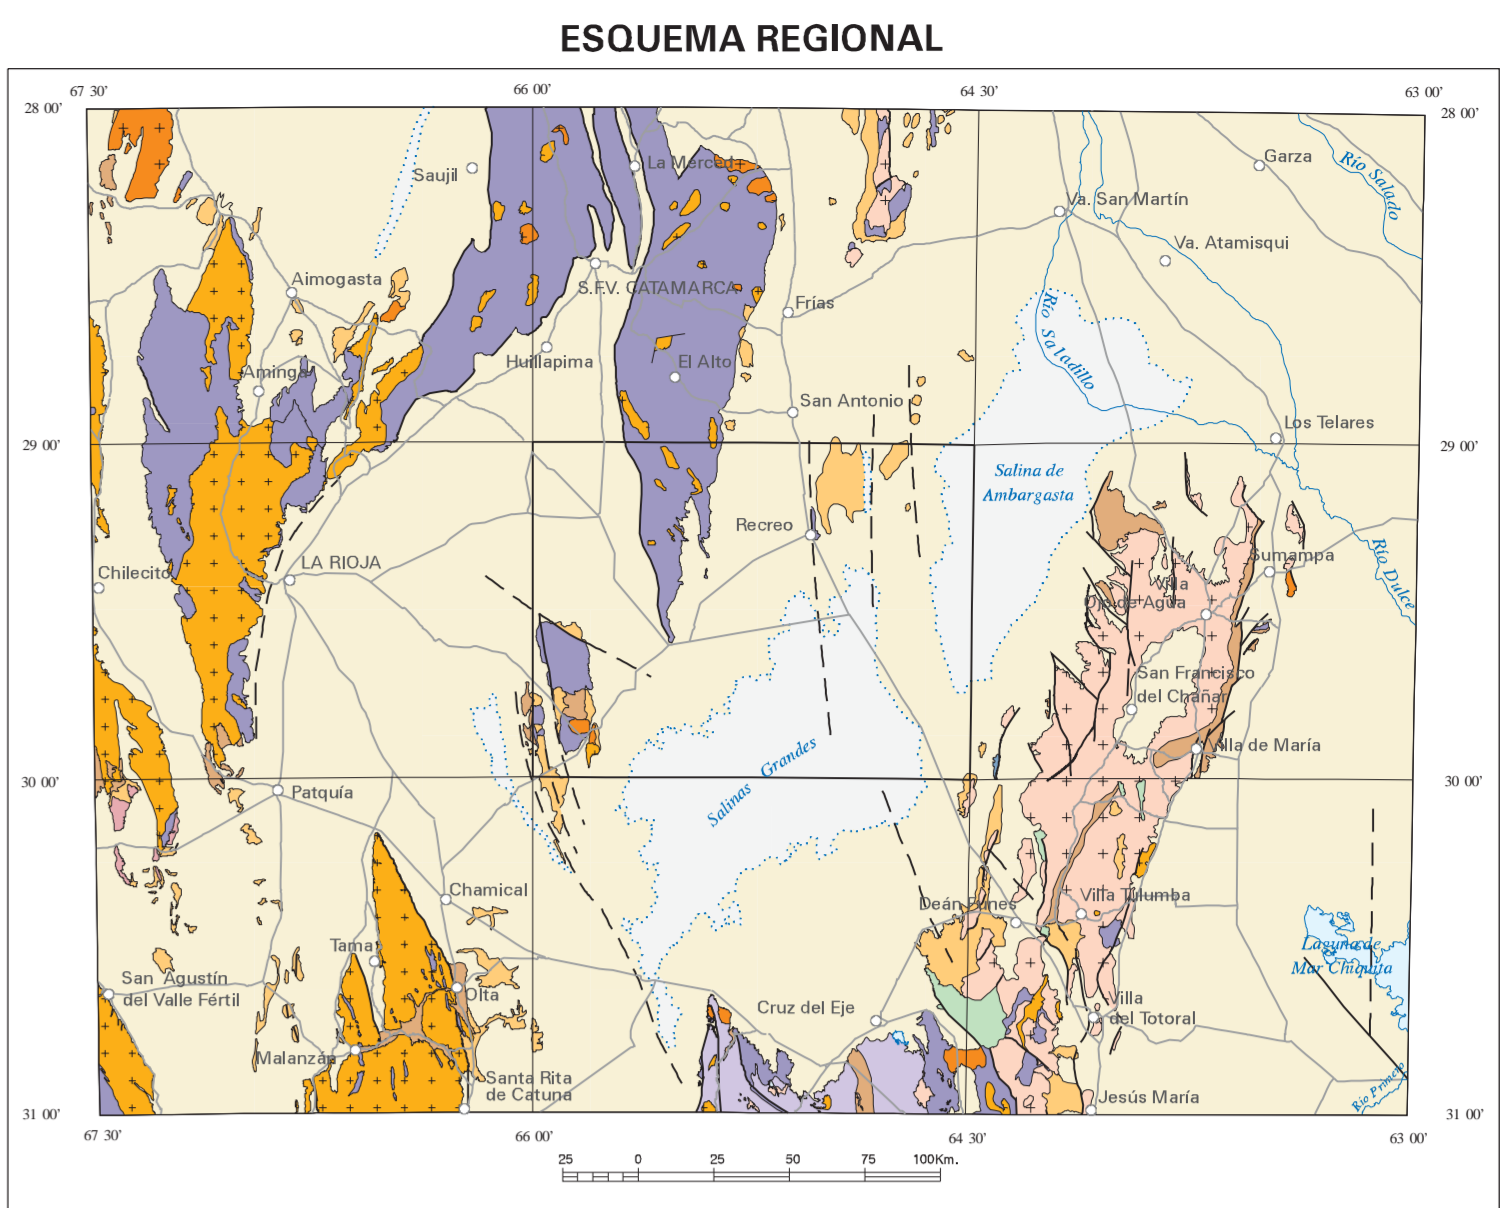 ESQUEMA REGIONAL
67 30'
66 00'
64 30'
63 00'
28 00'
28 00'
Garza
Río Salado
La Merced
Saujil
Va. San Martín
Va. Atamisqui
Aimogasta
S.F.V. CATAMARCA
Frías
Río Saladillo
Huillapima
El Alto
Aminga
San Antonio
Los Telares
29 00'
29 00'
Salina de
Ambargasta
Recreo
Sumampa
LA RIOJA
Chilecito
Villa
Ojo de Agua
Río Dulce
San Francisco
del Chañar
Villa de María
Salinas Grandes
30 00'
30 00'
Patquía
Chamical
Deán Funes
Villa Tulumba
Tama
Laguna de
Mar Chiquita
San Agustín
del Valle Fértil
Olta
Cruz del Eje
Villa
del Totoral
Malanzán
Santa Rita
de Catuna
Jesús María
Río Primero
31 00'
31 00'
67 30'
66 00'
64 30'
63 00'
25 0 25 50 75 100Km.